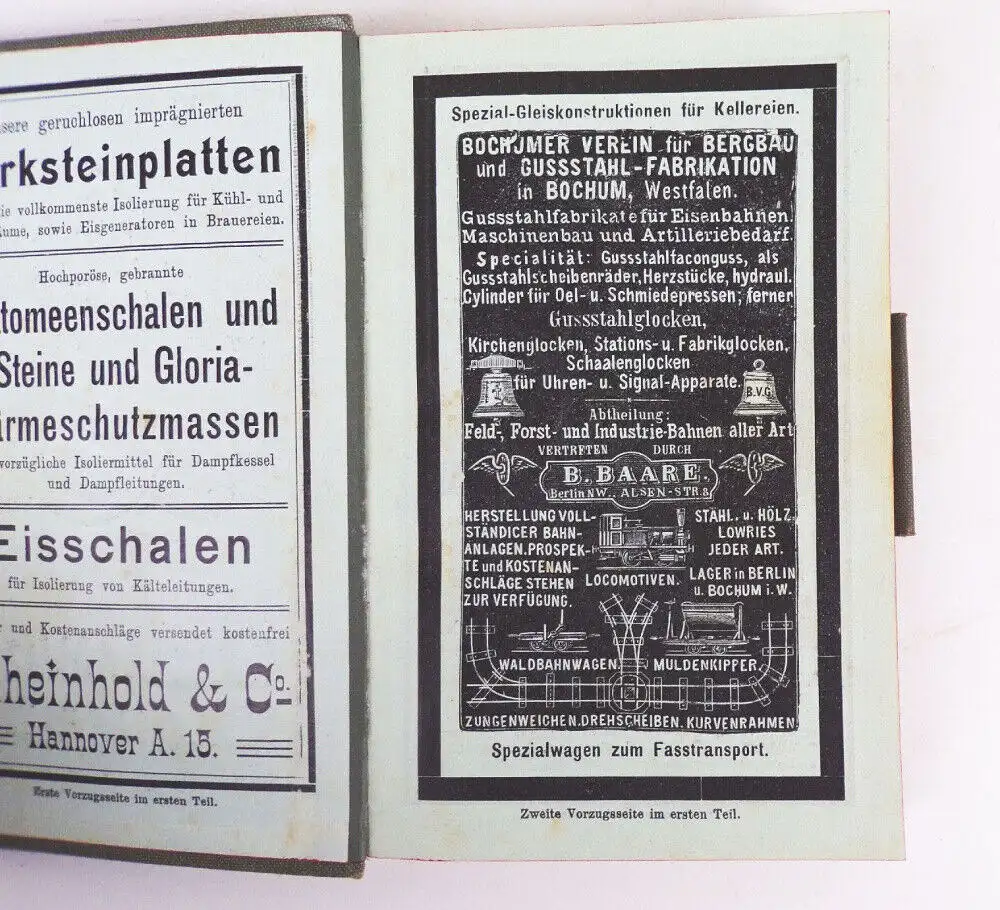 sere geruchlosen imprägnierten
rksteinplatten
ie vollkommenste Isolierung für Kühl- und
ume, sowie Eisgeneratoren in Brauereien.
Hochporöse, gebrannte
tomeenschalen und
Steine und Gloria-
ärmeschutzmassen
vorzügliche Isoliermittel für Dampfkessel
und Dampfleitungen.
Eisschalen
für Isolierung von Kälteleitungen.
und Kostenanschläge versendet kostenfrei
heinhold & Co.
Hannover A. 15.
Erste Vorzugsseite im ersten Teil.
Spezial-Gleiskonstruktionen für Kellereien.
BOCHUMER VEREIN für BERGBAU
und GUSSSTAHL-FABRIKATION
in BOCHUM, Westfalen.
Gussstahlfabrikate für Eisenbahnen.
Maschinenbau und Artilleriebedarf.
Specialität: Gussstahlfaconguss, als
Gussstahlscheibenräder, Herzstücke, hydraul.
Cylinder für Oel- u. Schmiedepressen; ferner
Gussstahlglocken,
Kirchenglocken, Stations- u. Fabrikglocken,
Schaalenglocken
für Uhren- u. Signal-Apparate.
B.V.G.
Abtheilung:
Feld-, Forst- und Industrie-Bahnen aller Art
VERTRETEN DURCH
B. BAARE.
Berlin NW., ALSEN-STR. 8
HERSTELLUNG VOLL-
STÄNDIGER BAHN-
ANLAGEN. PROSPEK-
TE und KOSTENAN-
SCHLÄGE STEHEN
ZUR VERFÜGUNG.
LOCOMOTIVEN.
STAHL- u. HOLZ
LOWRIES
JEDER ART.
LAGER in BERLIN
u. BOCHUM i. W.
WALDBAHNWAGEN. MULDENKIPPER.
ZUNGENWEICHEN. DREHSCHEIBEN. KURVENRAHMEN.
Spezialwagen zum Fasstransport.
Zweite Vorzugsseite im ersten Teil.